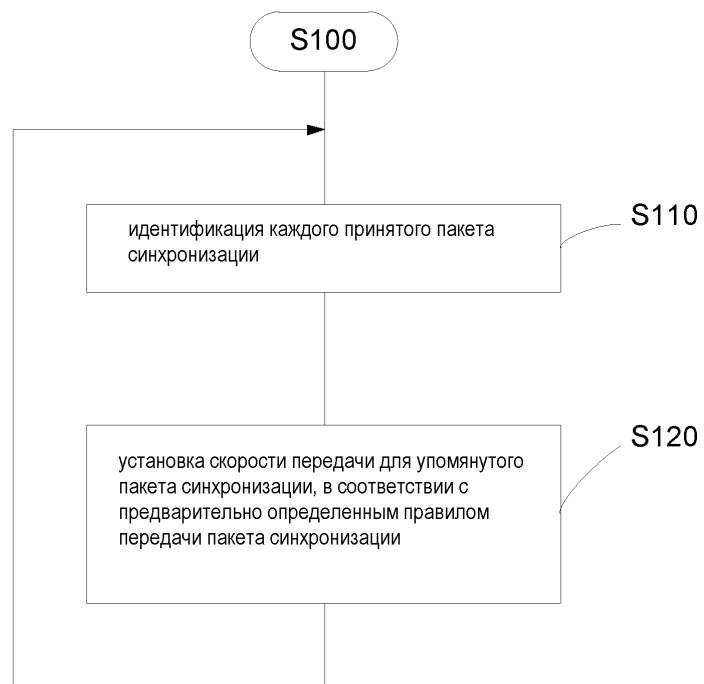 S100
идентификация каждого принятого пакета
синхронизации
S110
установка скорости передачи для упомянутого
пакета синхронизации, в соответствии с
предварительно определенным правилом
передачи пакета синхронизации
S120